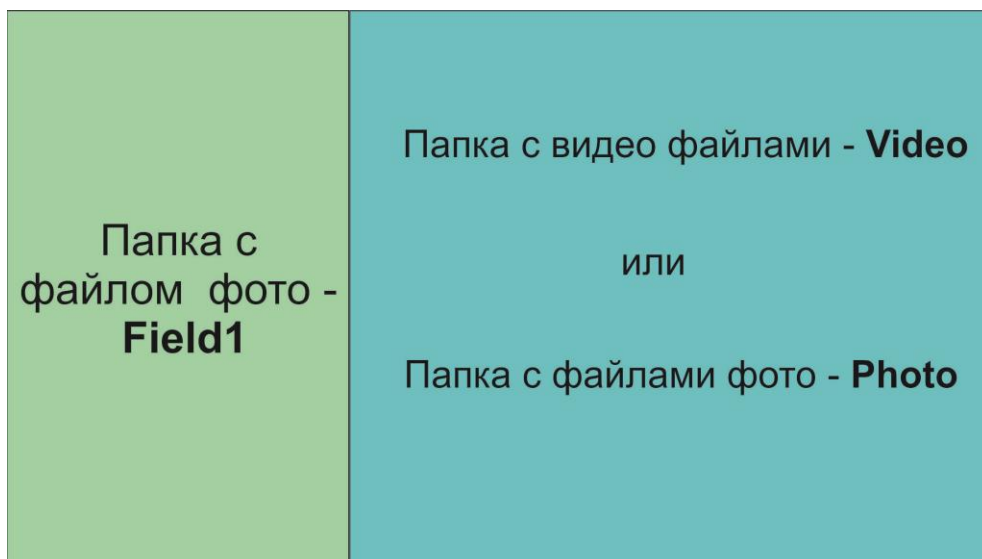 Папка с
файлом фото -
Field1
Папка с видео файлами - Video
или
Папка с файлами фото - Photo